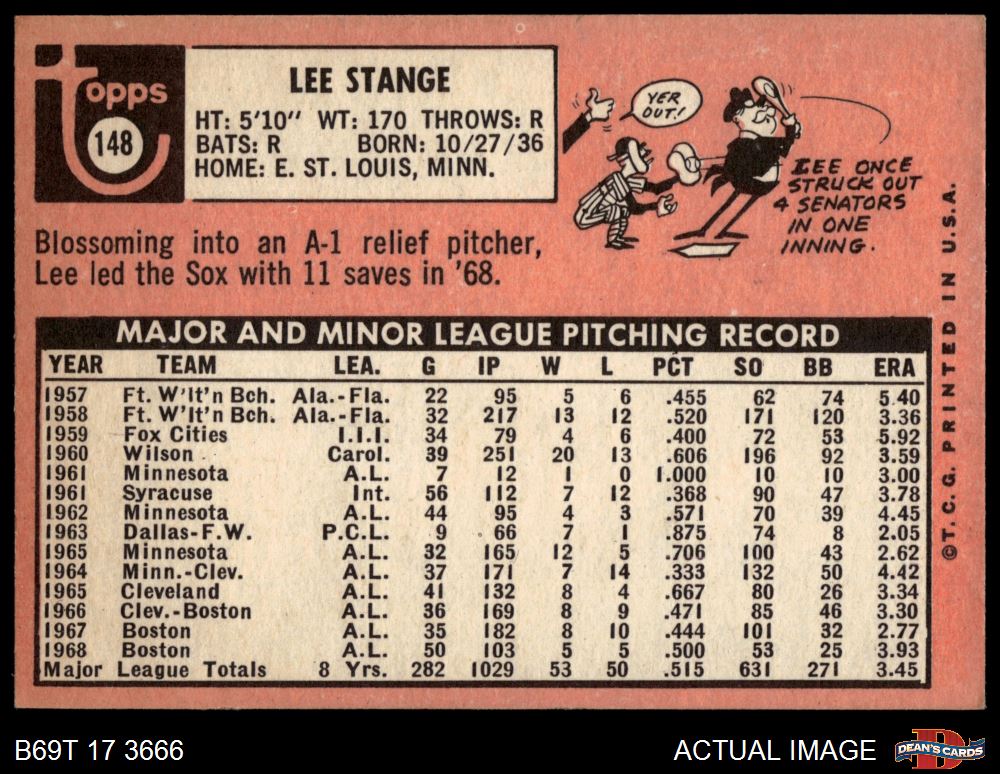 topps
148
LEE STANGE
HT: 5'10" WT: 170 THROWS: R
BATS: R BORN: 10/27/36
HOME: E. ST. LOUIS, MINN.
YER OUT!
LEE ONCE
STRUCK OUT
4 SENATORS
IN ONE
INNING.
Blossoming into an A-1 relief pitcher,
Lee led the Sox with 11 saves in '68.
MAJOR AND MINOR LEAGUE PITCHING RECORD
YEAR TEAM LEA. G IP W L PCT SO BB ERA
1957 Ft. W'lt'n Bch. Ala.-Fla. 22 95 5 6 .455 62 74 5.40
1958 Ft. W'lt'n Bch. Ala.-Fla. 32 217 13 12 .520 171 120 3.36
1959 Fox Cities I.I.I. 34 79 4 6 .400 72 53 5.92
1960 Wilson Carol. 39 251 20 13 .606 196 92 3.59
1961 Minnesota A.L. 7 12 1 0 1.000 10 10 3.00
1961 Syracuse Int. 56 112 7 12 .368 90 47 3.78
1962 Minnesota A.L. 44 95 4 3 .571 70 39 4.45
1963 Dallas-F.W. P.C.L. 9 66 7 1 .875 74 8 2.05
1965 Minnesota A.L. 32 165 12 5 .706 100 43 2.62
1964 Minn.-Clev. A.L. 37 171 7 14 .333 132 50 4.42
1965 Cleveland A.L. 41 132 8 4 .667 80 26 3.34
1966 Clev.-Boston A.L. 36 169 8 9 .471 85 46 3.30
1967 Boston A.L. 35 182 8 10 .444 101 32 2.77
1968 Boston A.L. 50 103 5 5 .500 53 25 3.93
Major League Totals 8 Yrs. 282 1029 53 50 .515 631 271 3.45
©T.C.G. PRINTED IN U.S.A.
B69T 17 3666
ACTUAL IMAGE
DEAN'S CARDS